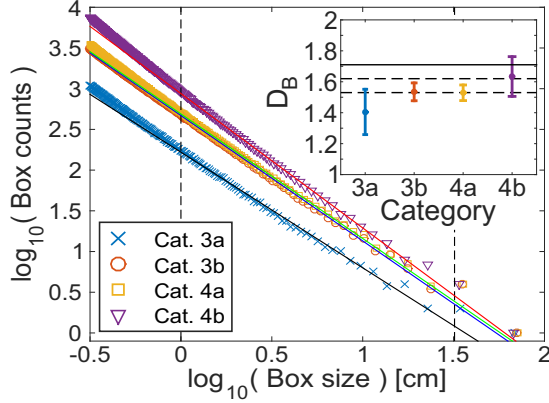 4
3.5
3
2.5
2
1.5
1
0.5
0
-0.5
0
0.5
1
1.5
2
log10( Box counts )
log10( Box size ) [cm]
Cat. 3a
Cat. 3b
Cat. 4a
Cat. 4b
2
1.8
1.6
1.4
1.2
1
DB
3a
3b
4a
4b
Category